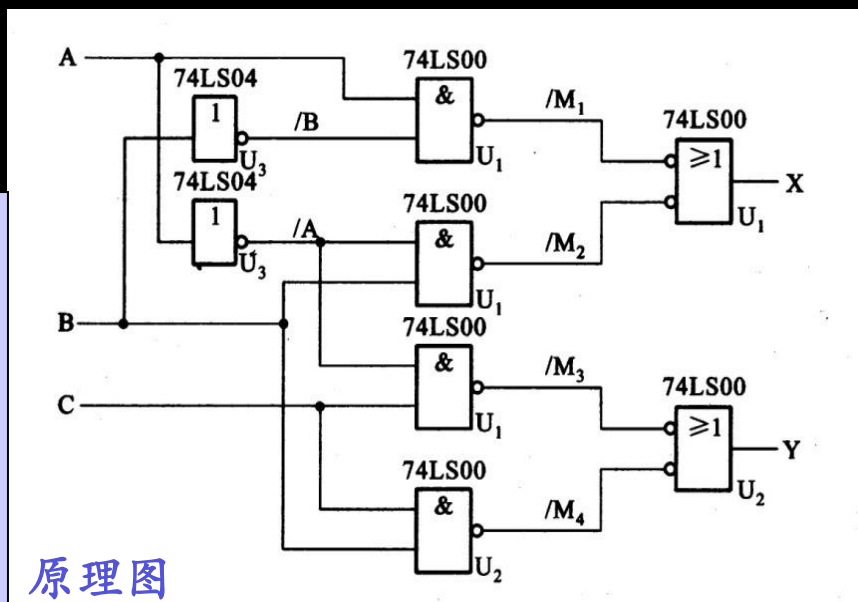 74LS00
A
74LS04
&
/M₁
1
/B
74LS00
U₃
U₁
≥1
X
74LS04
74LS00
U₁
1
/A
&
/M₂
U₃
U₁
B
74LS00
&
/M₃
74LS00
C
U₁
≥1
Y
74LS00
&
U₂
/M₄
U₂
原理图